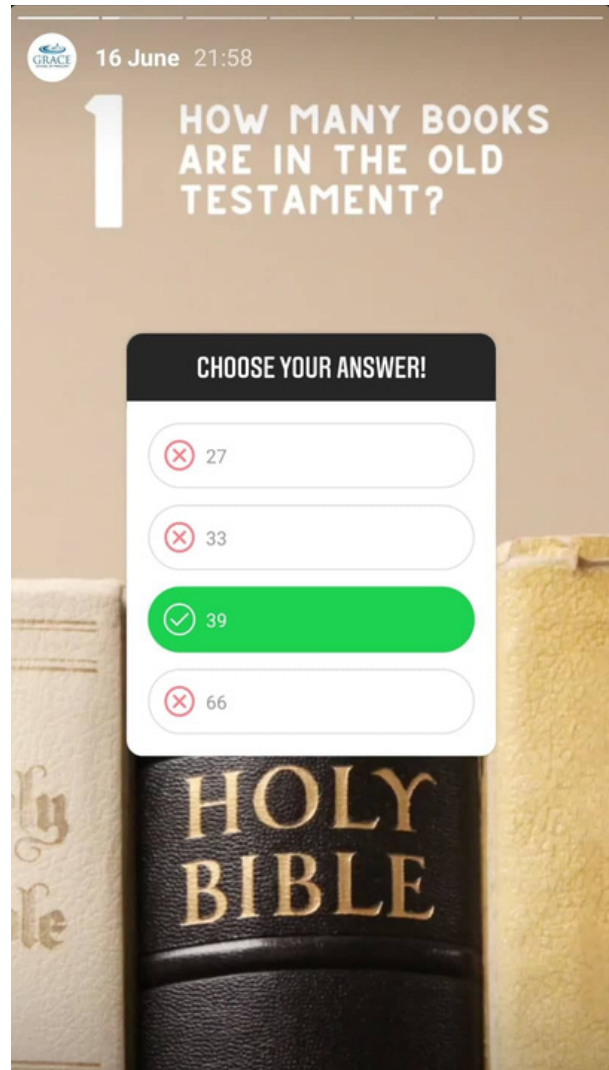 GRACE
16 June 21:58
1
HOW MANY BOOKS
ARE IN THE OLD
TESTAMENT?
CHOOSE YOUR ANSWER!
27
33
39
66
HOLY
BIBLE